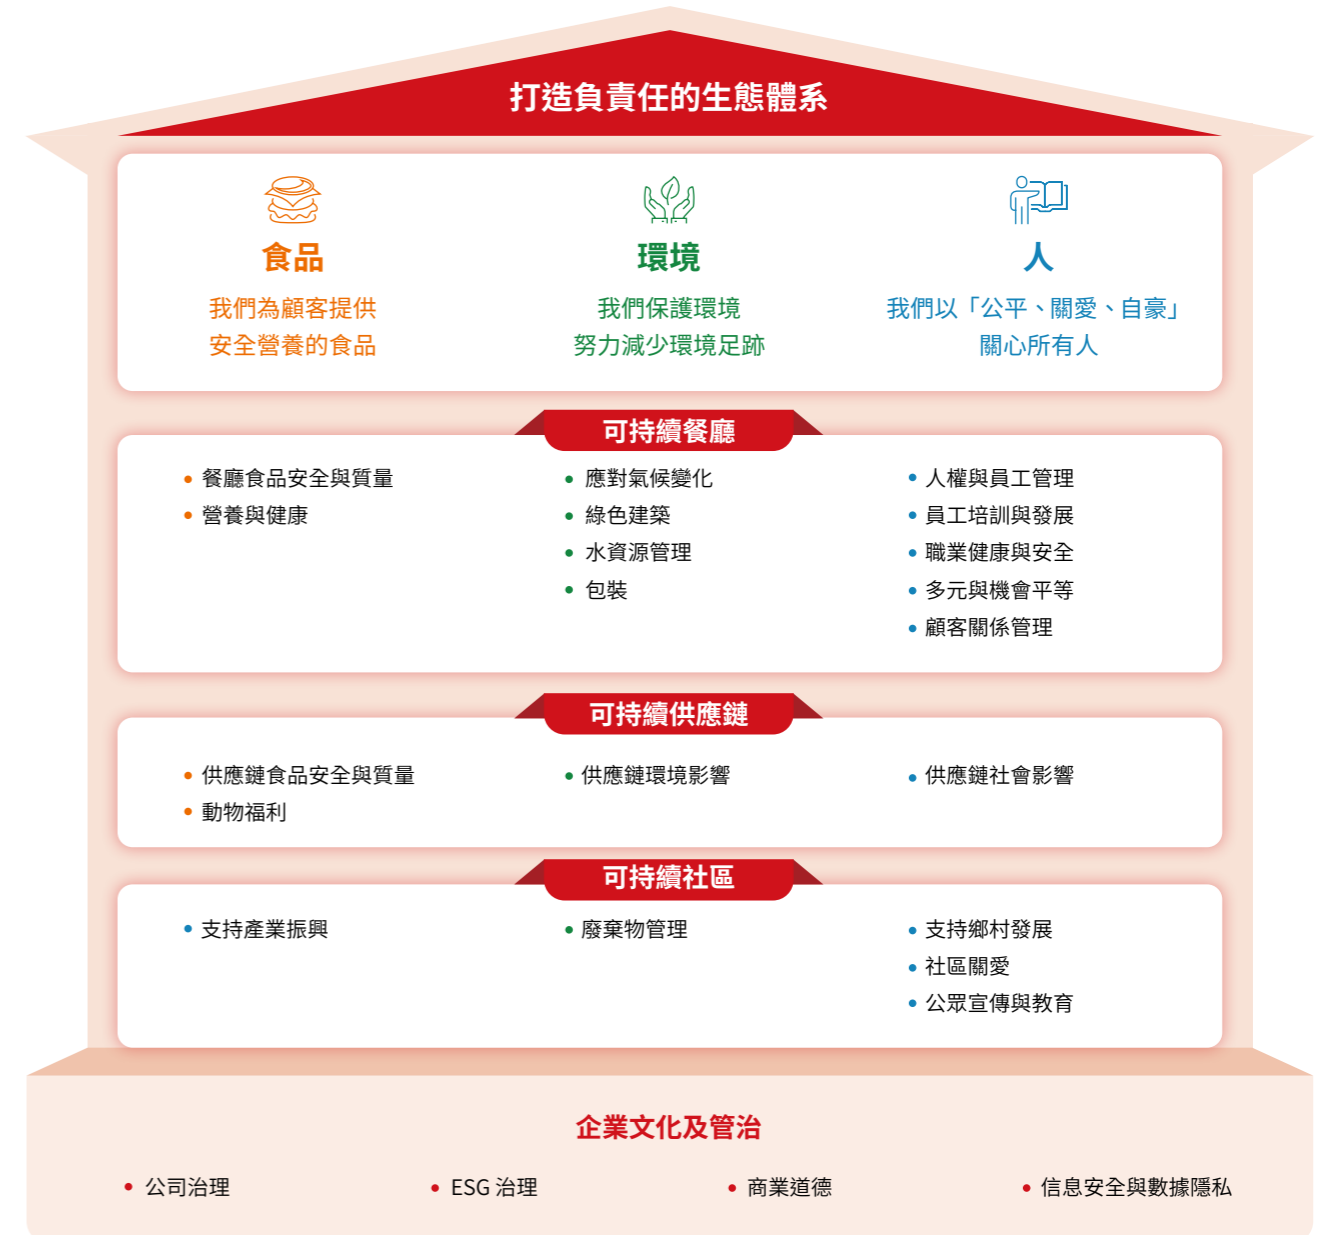 打造負責任的生態體系
食品
我們為顧客提供
安全營養的食品
環境
我們保護環境
努力減少環境足跡
人
我們以「公平、關愛、自豪」
關心所有人
可持續餐廳
餐廳食品安全與質量
營養與健康
應對氣候變化
綠色建築
水資源管理
包裝
人權與員工管理
員工培訓與發展
職業健康與安全
多元與機會平等
顧客關係管理
可持續供應鏈
供應鏈食品安全與質量
動物福利
供應鏈環境影響
供應鏈社會影響
可持續社區
支持產業振興
廢棄物管理
支持鄉村發展
社區關愛
公眾宣傳與教育
企業文化及管治
公司治理
ESG 治理
商業道德
信息安全與數據隱私